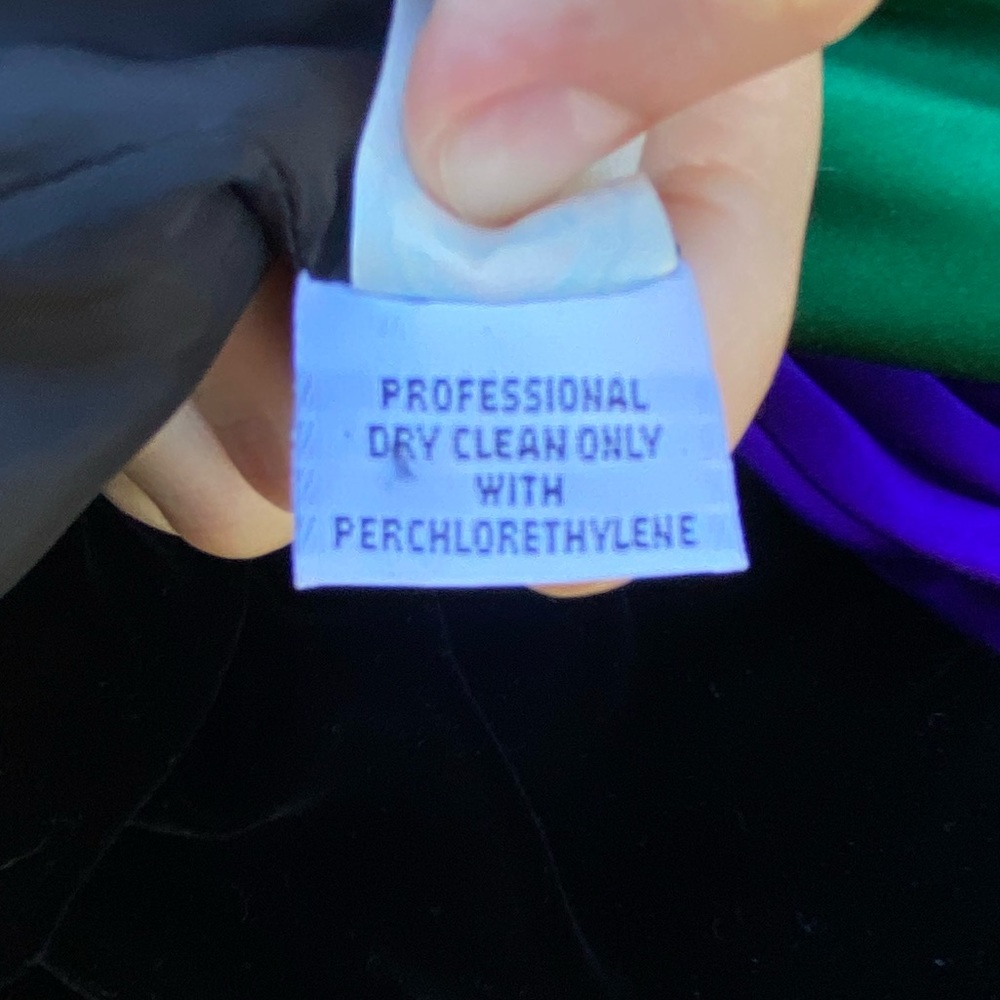 PROFESSIONAL
DRY CLEAN ONLY
WITH
PERCHLORETHYLENE